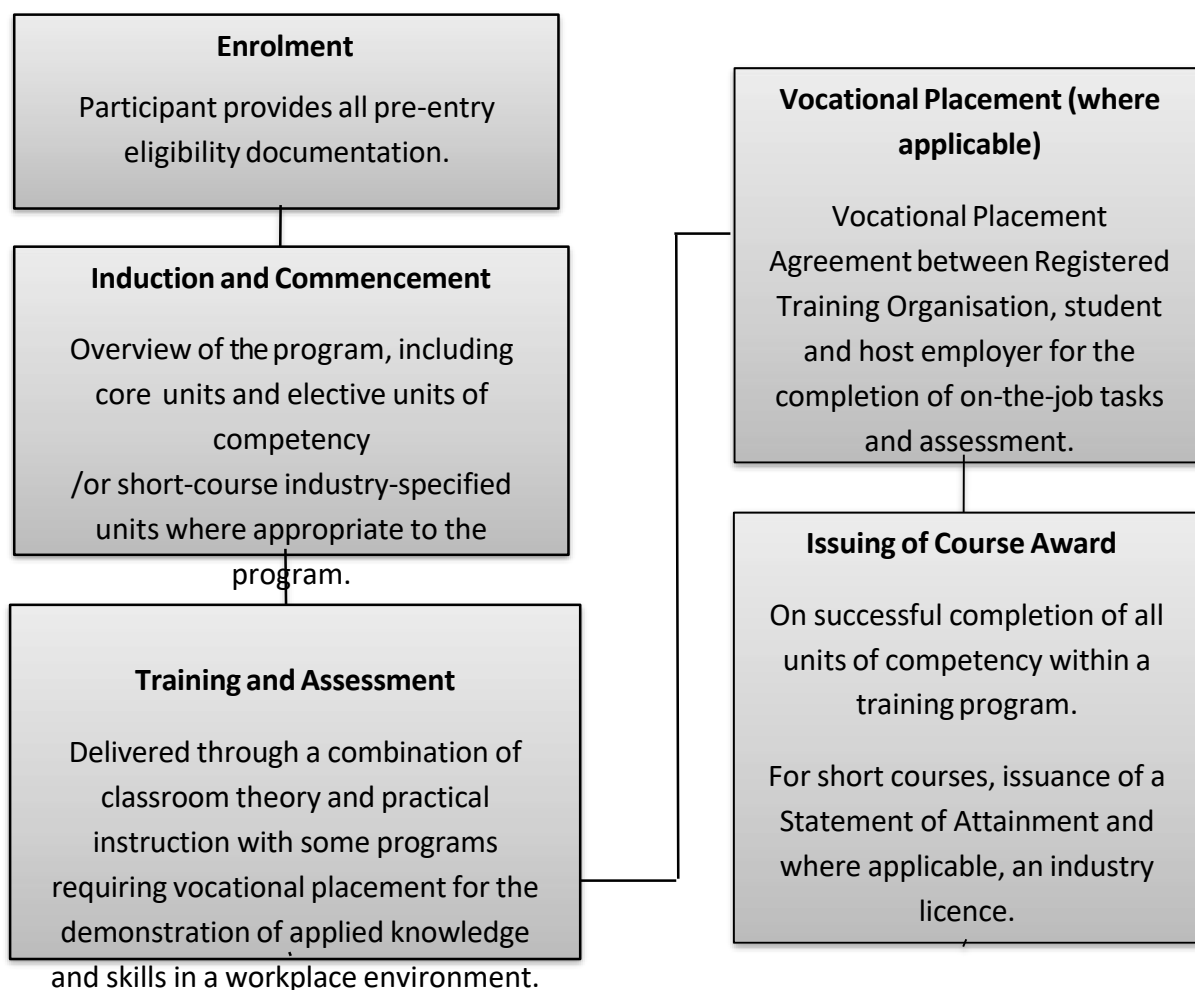 Enrolment
Participant provides all pre-entry
eligibility documentation.
Induction and Commencement
Overview of the program, including
core units and elective units of
competency
/or short-course industry-specified
units where appropriate to the
program.
Training and Assessment
Delivered through a combination of
classroom theory and practical
instruction with some programs
requiring vocational placement for the
demonstration of applied knowledge
and skills in a workplace environment.
Vocational Placement (where
applicable)
Vocational Placement
Agreement between Registered
Training Organisation, student
and host employer for the
completion of on-the-job tasks
and assessment.
Issuing of Course Award
On successful completion of all
units of competency within a
training program.
For short courses, issuance of a
Statement of Attainment and
where applicable, an industry
licence.